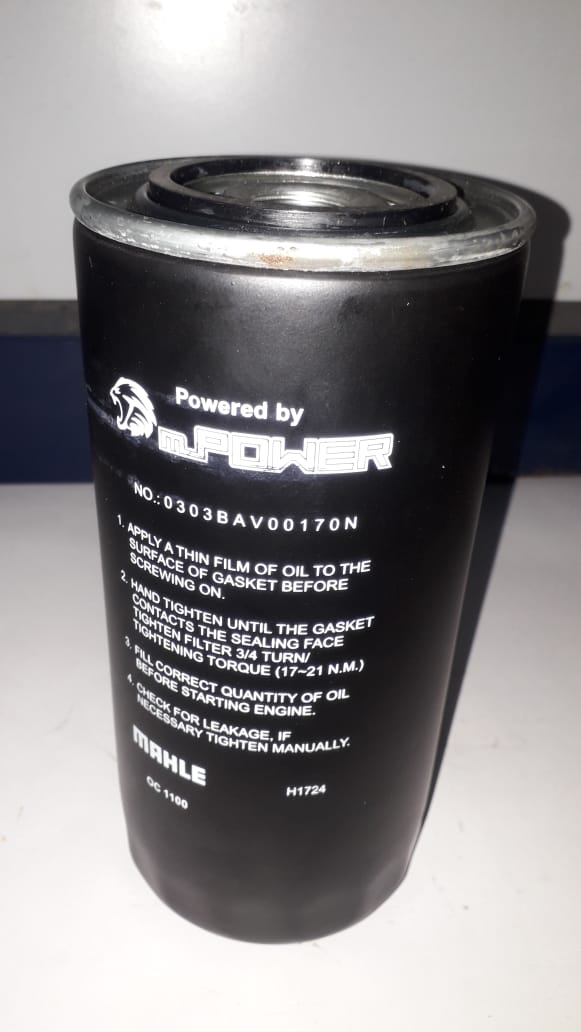 Powered by
mPOWER
NO.: 0303BAV00170N
1. APPLY A THIN FILM OF OIL TO THE
SURFACE OF GASKET BEFORE
SCREWING ON.
2. HAND TIGHTEN UNTIL THE GASKET
CONTACTS THE SEALING FACE
TIGHTEN FILTER 3/4 TURN/
TIGHTENING TORQUE (17~21 N.M.)
3. FILL CORRECT QUANTITY OF OIL
BEFORE STARTING ENGINE.
4. CHECK FOR LEAKAGE, IF
NECESSARY TIGHTEN MANUALLY.
MAHLE
OC 1100 H1724